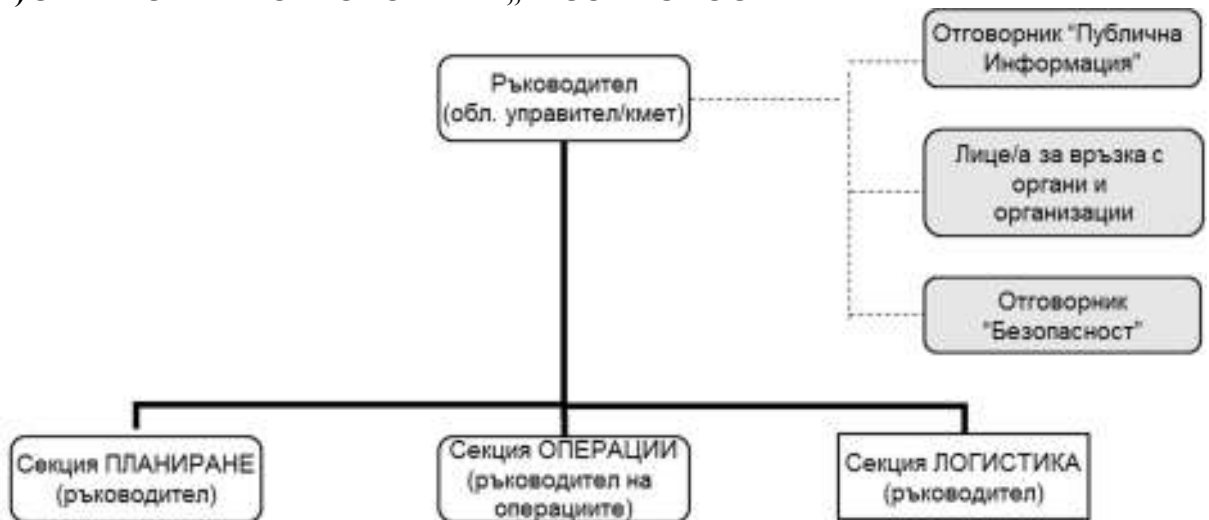 Отговорник "Публична
Информация"
Ръководител
(обл. управител/кмет)
Лице/а за връзка с
органи и
организации
Отговорник
"Безопасност"
Секция ПЛАНИРАНЕ
(ръководител)
Секция ОПЕРАЦИИ
(ръководител на
операциите)
Секция ЛОГИСТИКА
(ръководител)